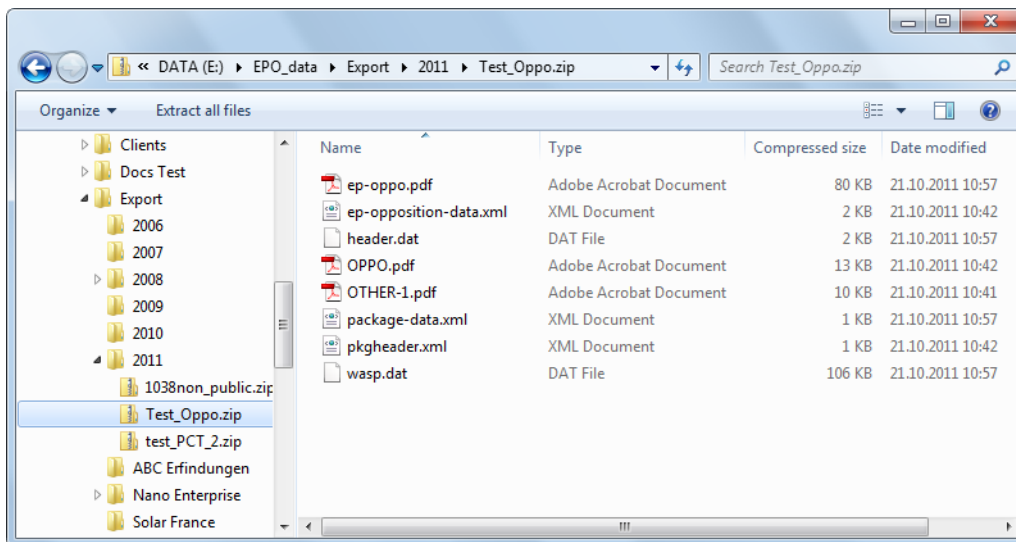 « DATA (E:) ▸ EPO_data ▸ Export ▸ 2011 ▸ Test_Oppo.zip Search Test_Oppo.zip
Organize Extract all files
Clients
Docs Test
Export
2006
2007
2008
2009
2010
2011
1038non_public.zip
Test_Oppo.zip
test_PCT_2.zip
ABC Erfindungen
Nano Enterprise
Solar France
Name Type Compressed size Date modified
ep-oppo.pdf Adobe Acrobat Document 80 KB 21.10.2011 10:57
ep-opposition-data.xml XML Document 2 KB 21.10.2011 10:42
header.dat DAT File 2 KB 21.10.2011 10:57
OPPO.pdf Adobe Acrobat Document 13 KB 21.10.2011 10:42
OTHER-1.pdf Adobe Acrobat Document 10 KB 21.10.2011 10:41
package-data.xml XML Document 1 KB 21.10.2011 10:57
pkgheader.xml XML Document 1 KB 21.10.2011 10:42
wasp.dat DAT File 106 KB 21.10.2011 10:57